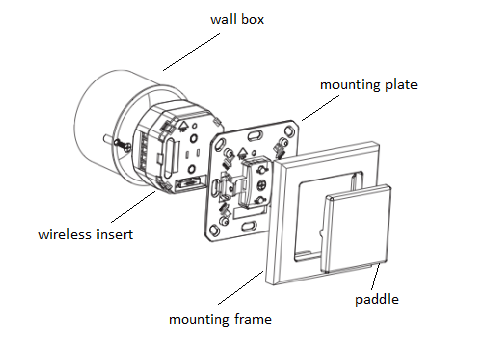 wall box
mounting plate
wireless insert
paddle
mounting frame